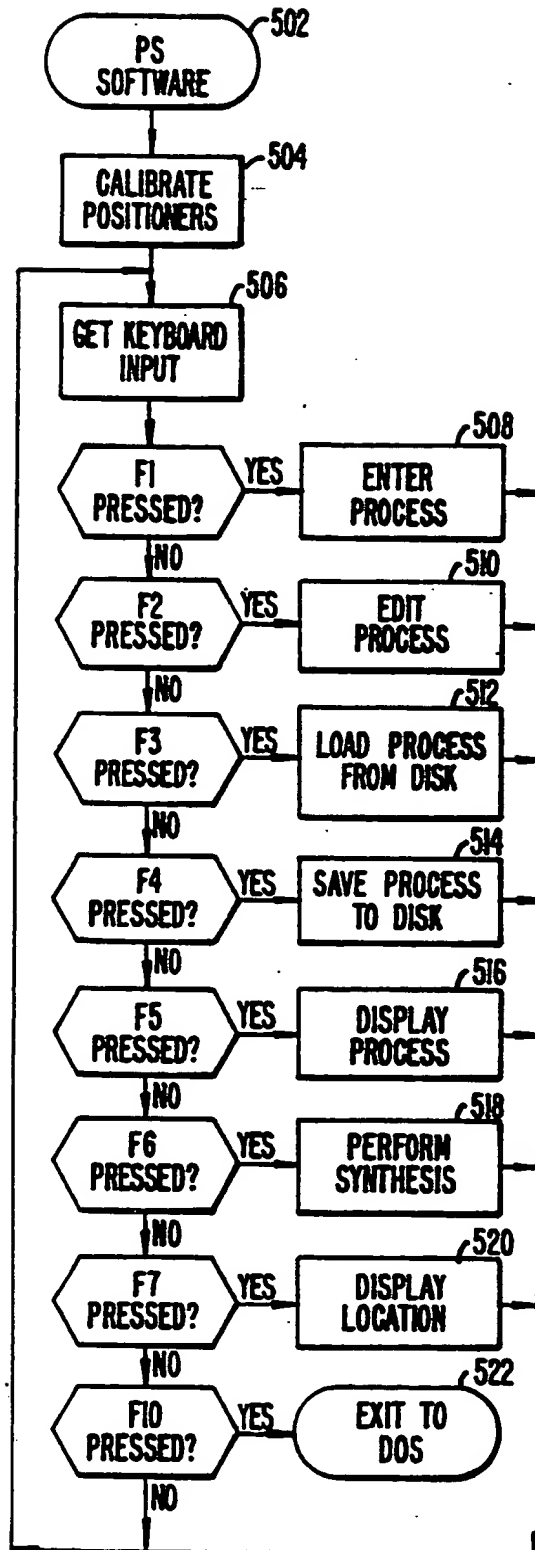 502
PS
SOFTWARE
504
CALIBRATE
POSITIONERS
506
GET KEYBOARD
INPUT
508
F1
PRESSED?
YES
ENTER
PROCESS
NO
510
F2
PRESSED?
YES
EDIT
PROCESS
NO
512
F3
PRESSED?
YES
LOAD PROCESS
FROM DISK
NO
514
F4
PRESSED?
YES
SAVE PROCESS
TO DISK
NO
516
F5
PRESSED?
YES
DISPLAY
PROCESS
NO
518
F6
PRESSED?
YES
PERFORM
SYNTHESIS
NO
520
F7
PRESSED?
YES
DISPLAY
LOCATION
NO
522
F10
PRESSED?
YES
EXIT TO
DOS
NO